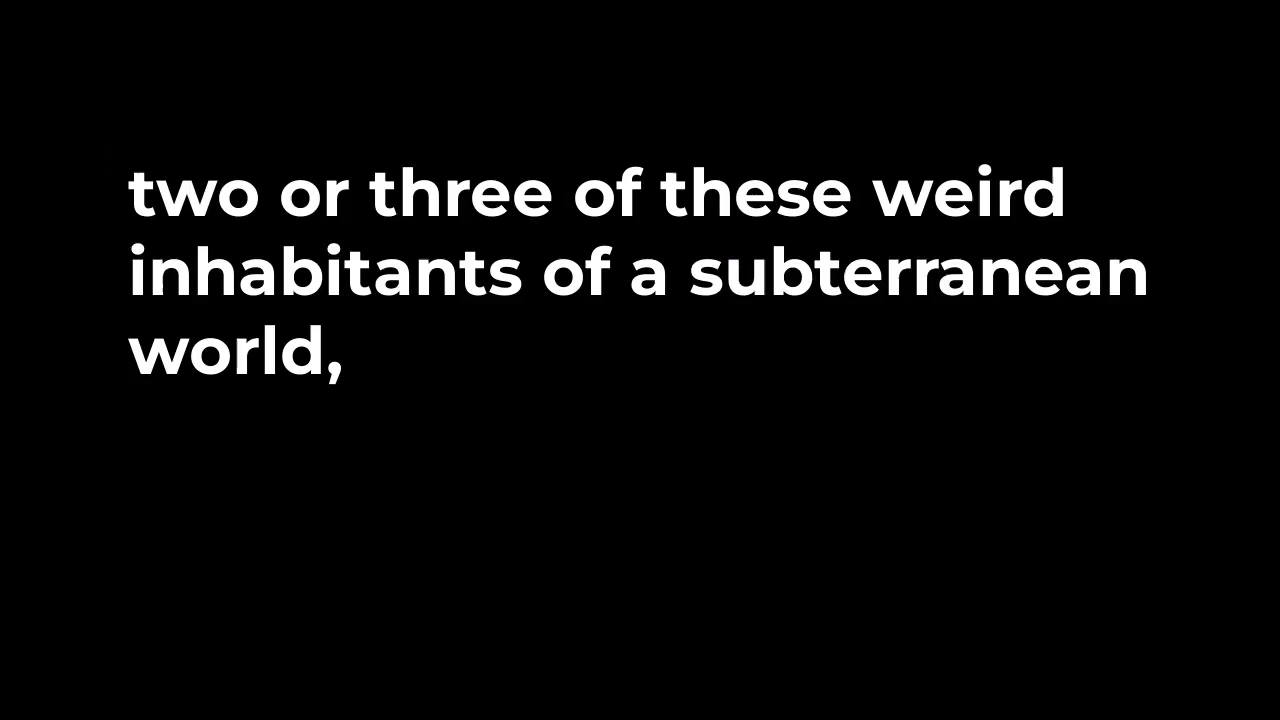 two or three of these weird
inhabitants of a subterranean
world,